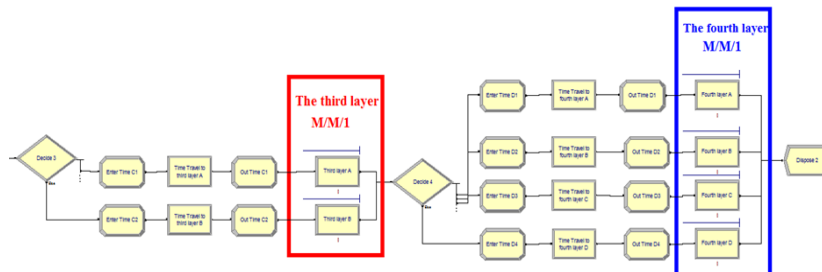 The third layer
M/M/1
The fourth layer
M/M/1
Decide 3
Else
Enter Time C1
Time Travel to
third layer A
Out Time C1
Third layer A
Enter Time C2
Time Travel to
third layer B
Out Time C2
Third layer B
Decide 4
Else
Enter Time D1
Time Travel to
fourth layer A
Out Time D1
Fourth layer A
Enter Time D2
Time Travel to
fourth layer B
Out Time D2
Fourth layer B
Enter Time D3
Time Travel to
fourth layer C
Out Time D3
Fourth layer C
Enter Time D4
Time Travel to
fourth layer D
Out Time D4
Fourth layer D
Dispose 2